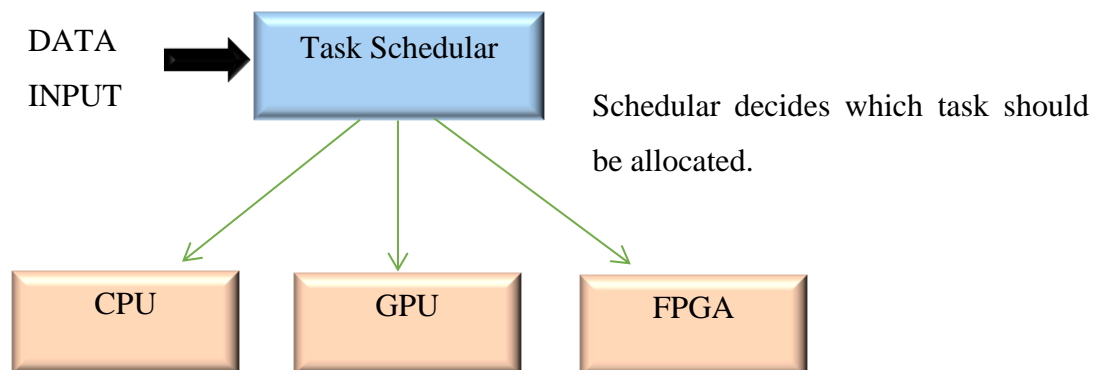 DATA
INPUT
Task Schedular
Schedular decides which task should
be allocated.
CPU
GPU
FPGA